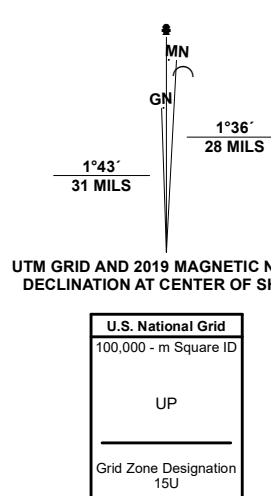 MN
GN
1°36´
28 MILS
1°43´
31 MILS
UTM GRID AND 2019 MAGNETIC N
DECLINATION AT CENTER OF SH
U.S. National Grid
100,000 - m Square ID
UP
Grid Zone Designation
15U